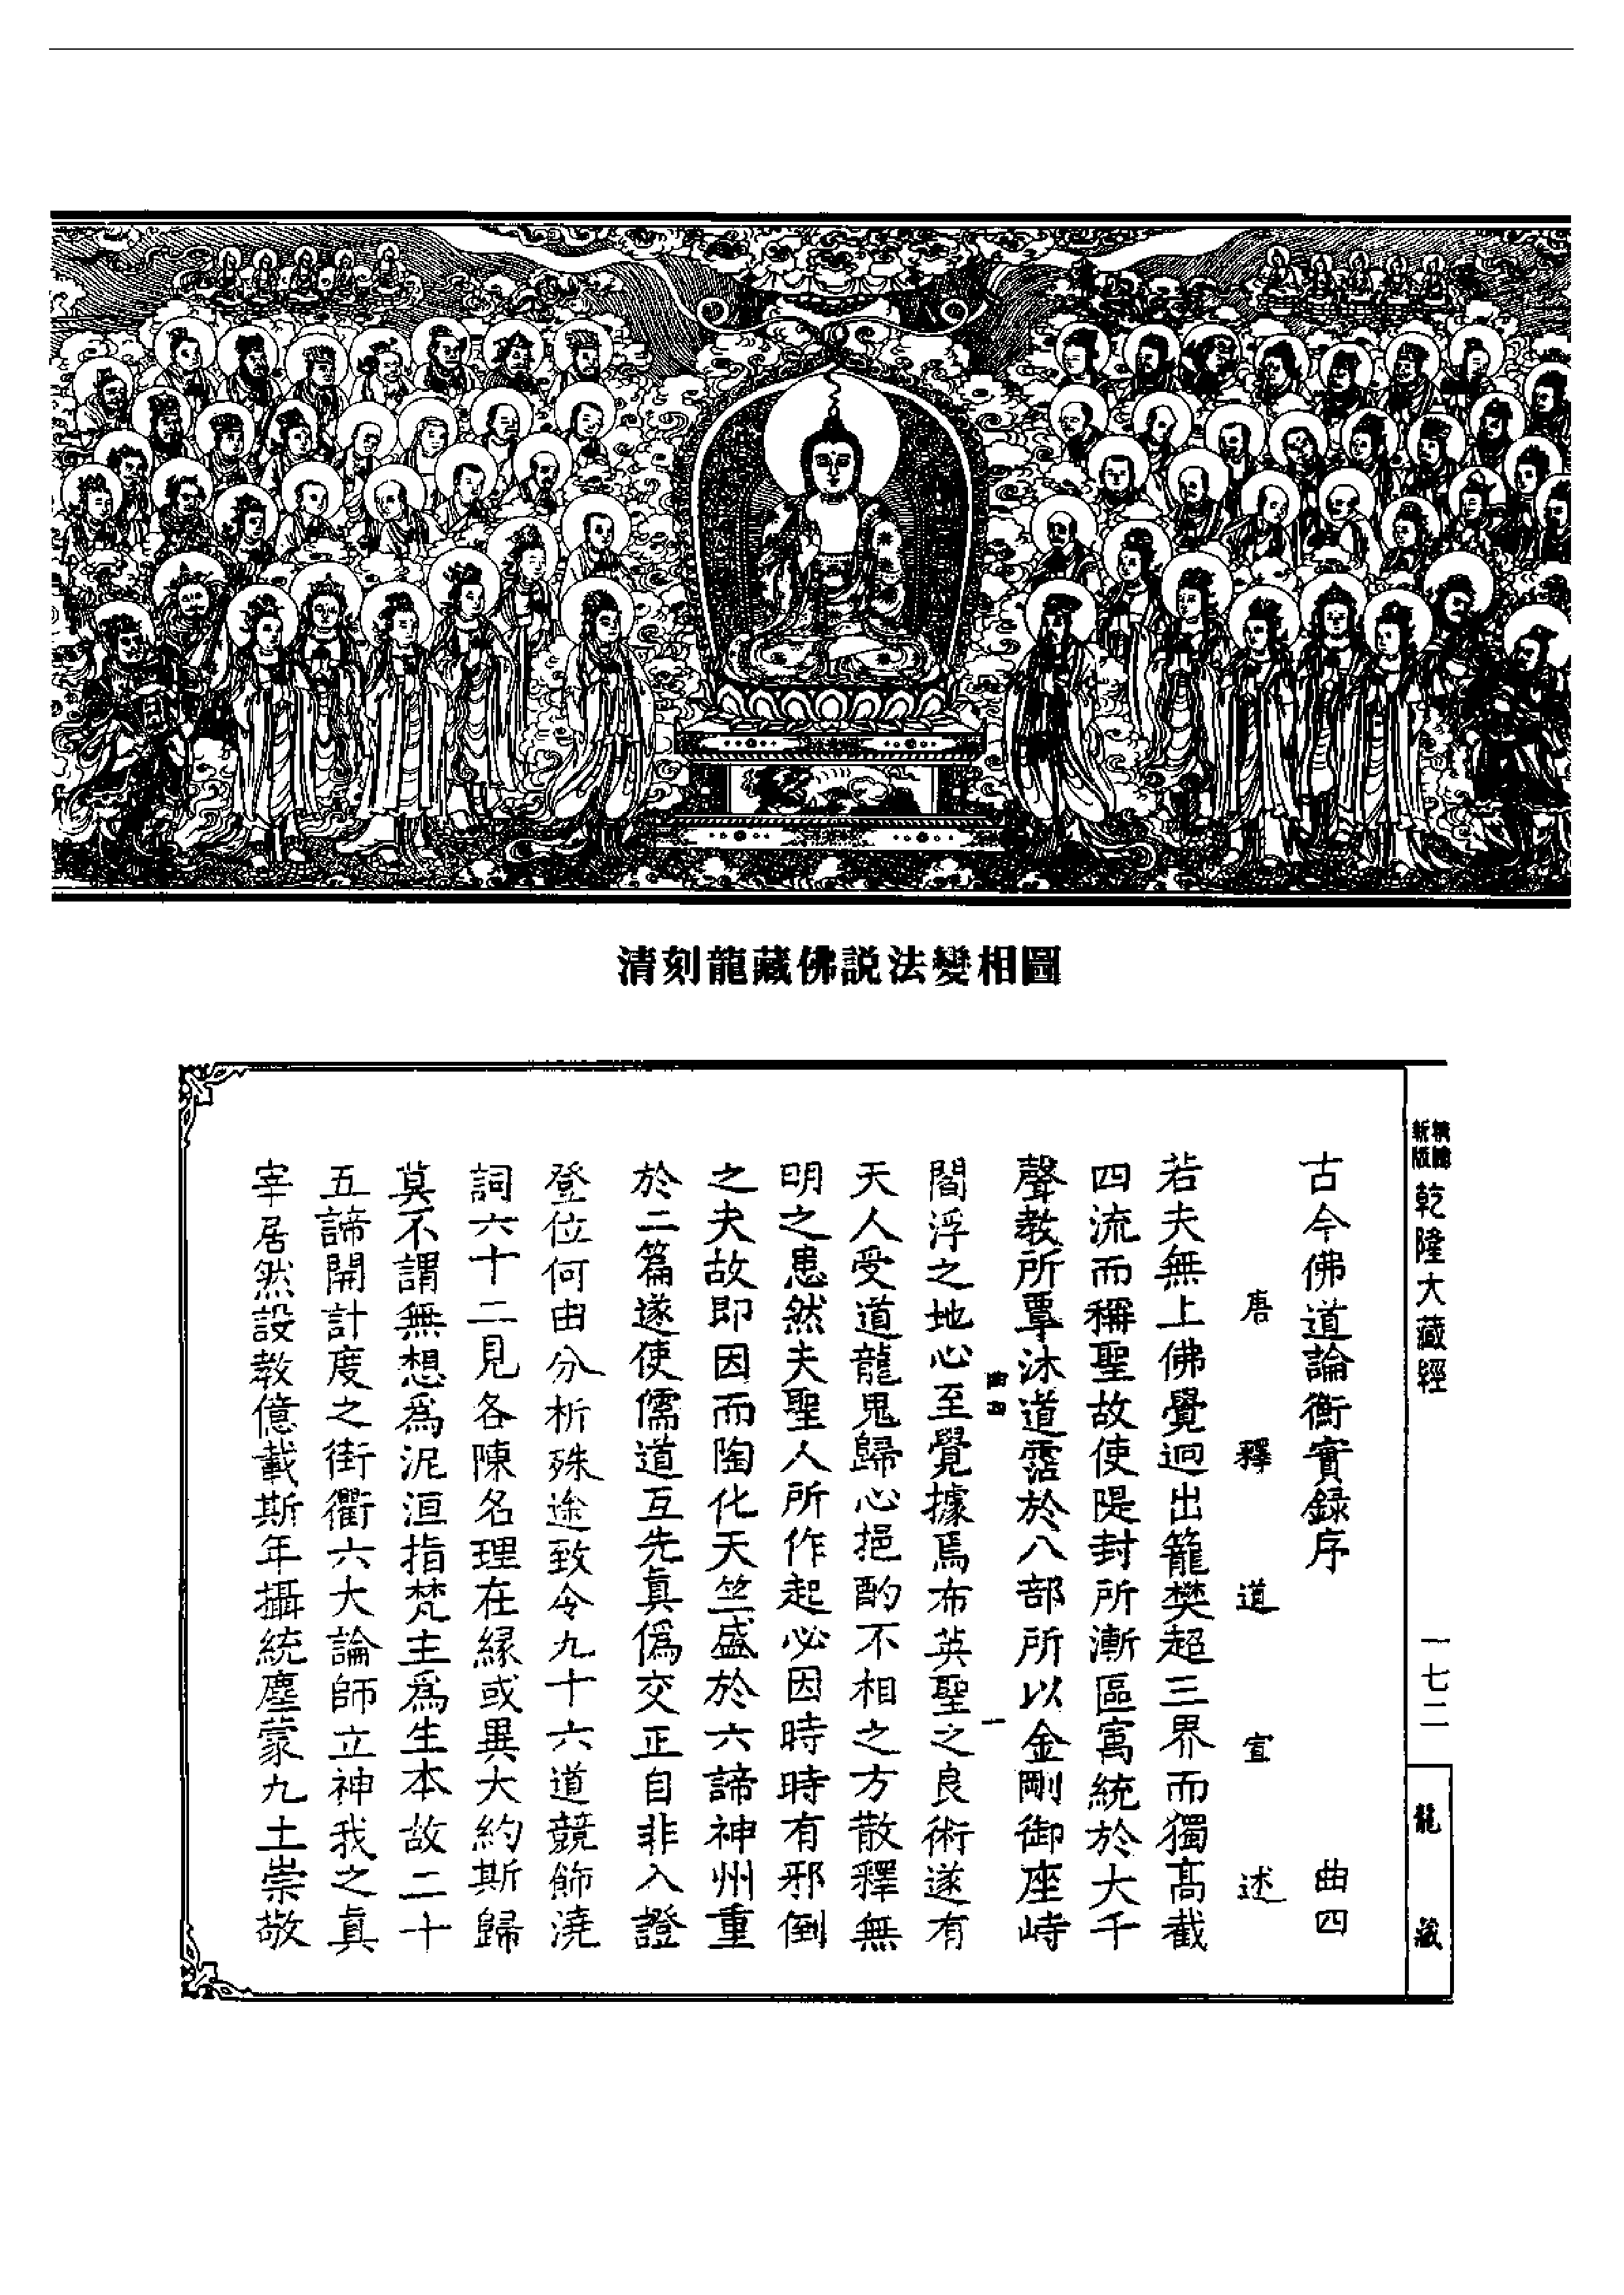 清刻龍藏佛説法變相圖
新版
乾隆大藏經
一七二
龍藏
古今佛道論衡實録序 曲四
唐釋道宣述
若夫無上佛覺迥出籠樊超三界而獨高截
四流而稱聖故使隄封所漸區寓統於大千
聲教所覃沐道霑於八部所以金剛御座峙
曲四 一
閻浮之地心至覺據焉布英聖之良術遂有
天人受道龍鬼歸心挹酌不相之方散釋無
明之患然夫聖人所作起必因時時有邪倒
之夫故即因而陶化天竺盛於六諦神州重
於二篇遂使儒道互先真偽交正自非入證
登位何由分析殊途致令九十六道競飾澆
詞六十二見各陳名理在緣或異大約斯歸
莫不謂無想爲泥洹指梵主爲生本故二十
五諦開計度之街衢六大論師立神我之真
宰居然設教億載斯年攝統塵蒙九土崇敬